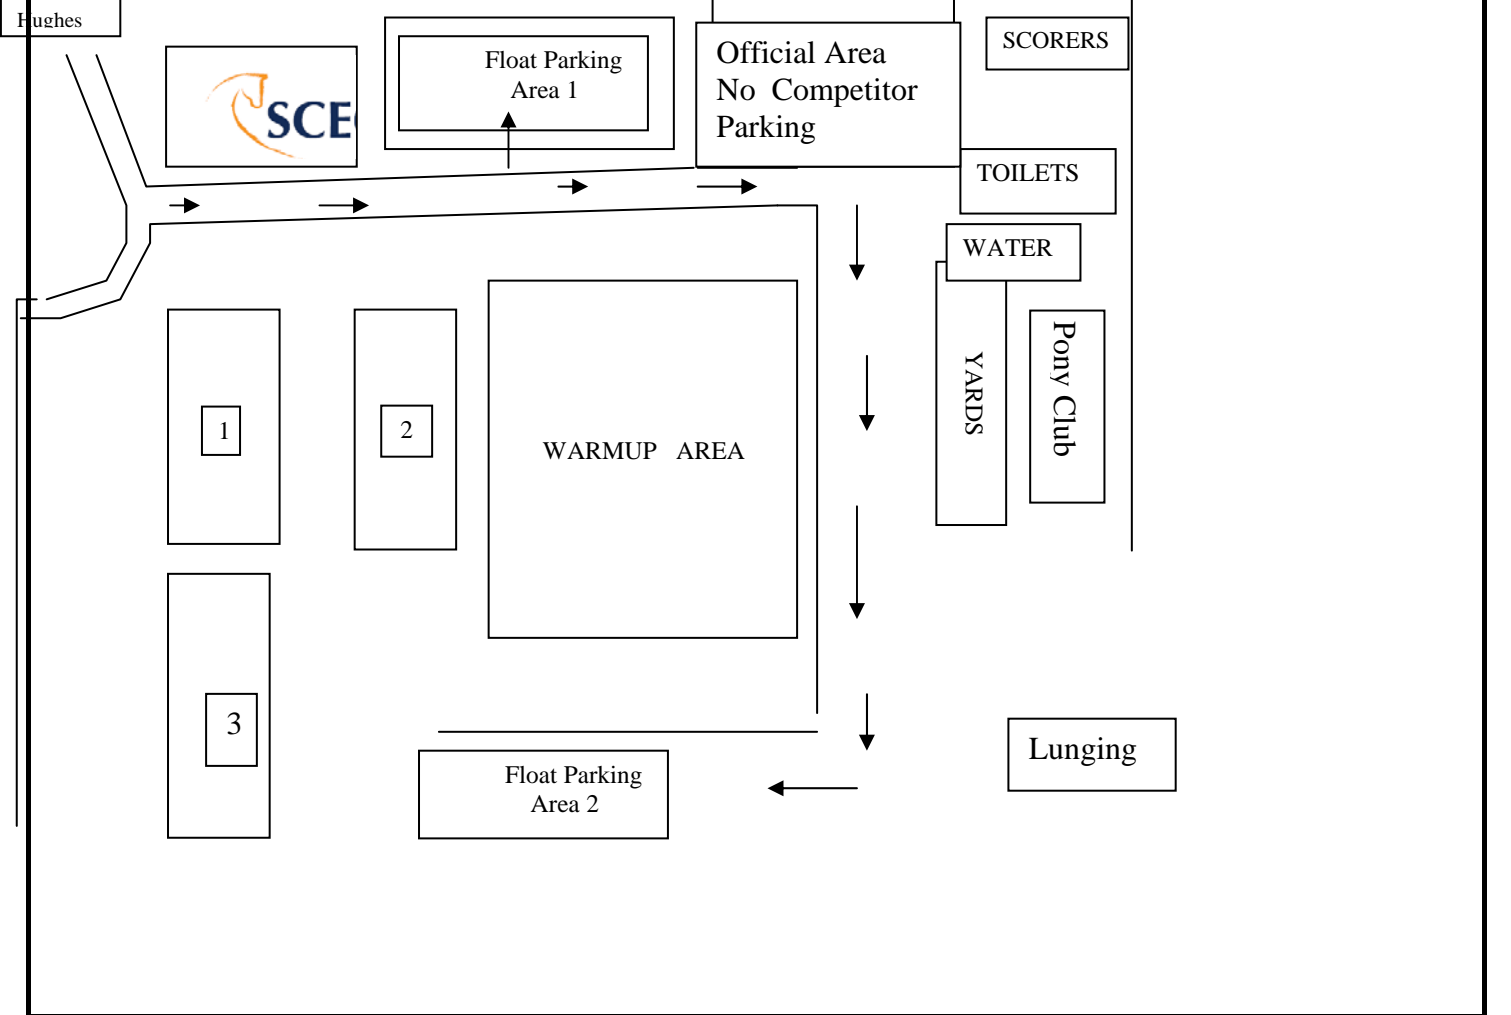 Hughes
SCE
Float Parking
Area 1
Official Area
No Competitor
Parking
SCORERS
TOILETS
WATER
YARDS
Pony Club
1
2
WARMUP AREA
3
Float Parking
Area 2
Lunging